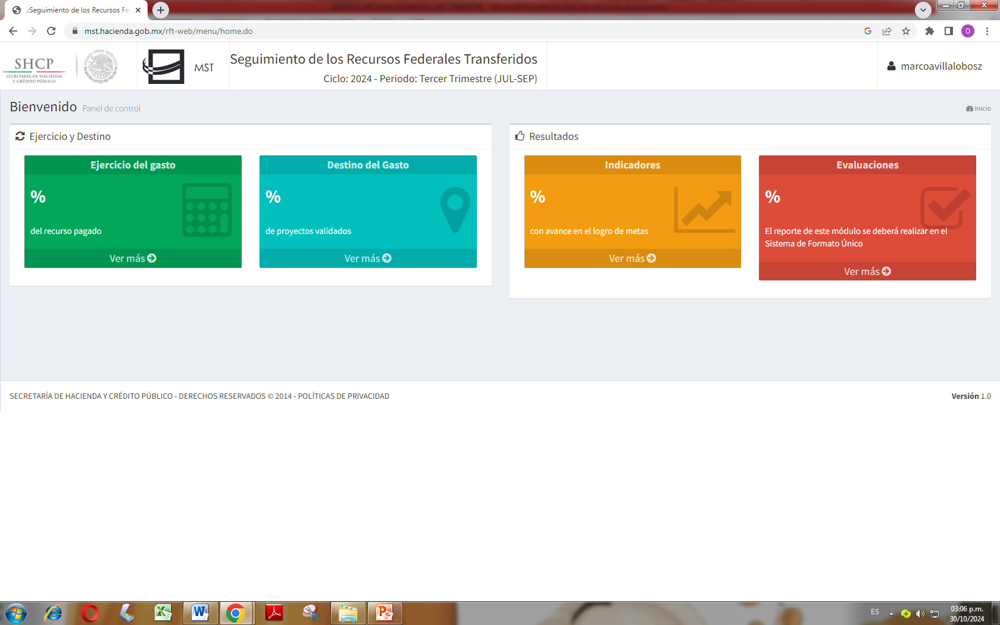 .:Seguimiento de los Recursos Fe
mst.hacienda.gob.mx/rft-web/menu/home.do
O
SHCP
SECRETARÍA DE HACIENDA
Y CRÉDITO PÚBLICO
ESTADOS UNIDOS MEXICANOS
MST
Seguimiento de los Recursos Federales Transferidos
Ciclo: 2024 - Periodo: Tercer Trimestre (JUL-SEP)
marcoavillalobosz
Bienvenido Panel de control
Inicio
Ejercicio y Destino
Ejercicio del gasto
%
del recurso pagado
Ver más
Destino del Gasto
%
de proyectos validados
Ver más
Resultados
Indicadores
%
con avance en el logro de metas
Ver más
Evaluaciones
%
El reporte de este módulo se deberá realizar en el
Sistema de Formato Único
Ver más
SECRETARÍA DE HACIENDA Y CRÉDITO PÚBLICO - DERECHOS RESERVADOS © 2014 - POLÍTICAS DE PRIVACIDAD
Versión 1.0
ES
03:06 p.m.
30/10/2024